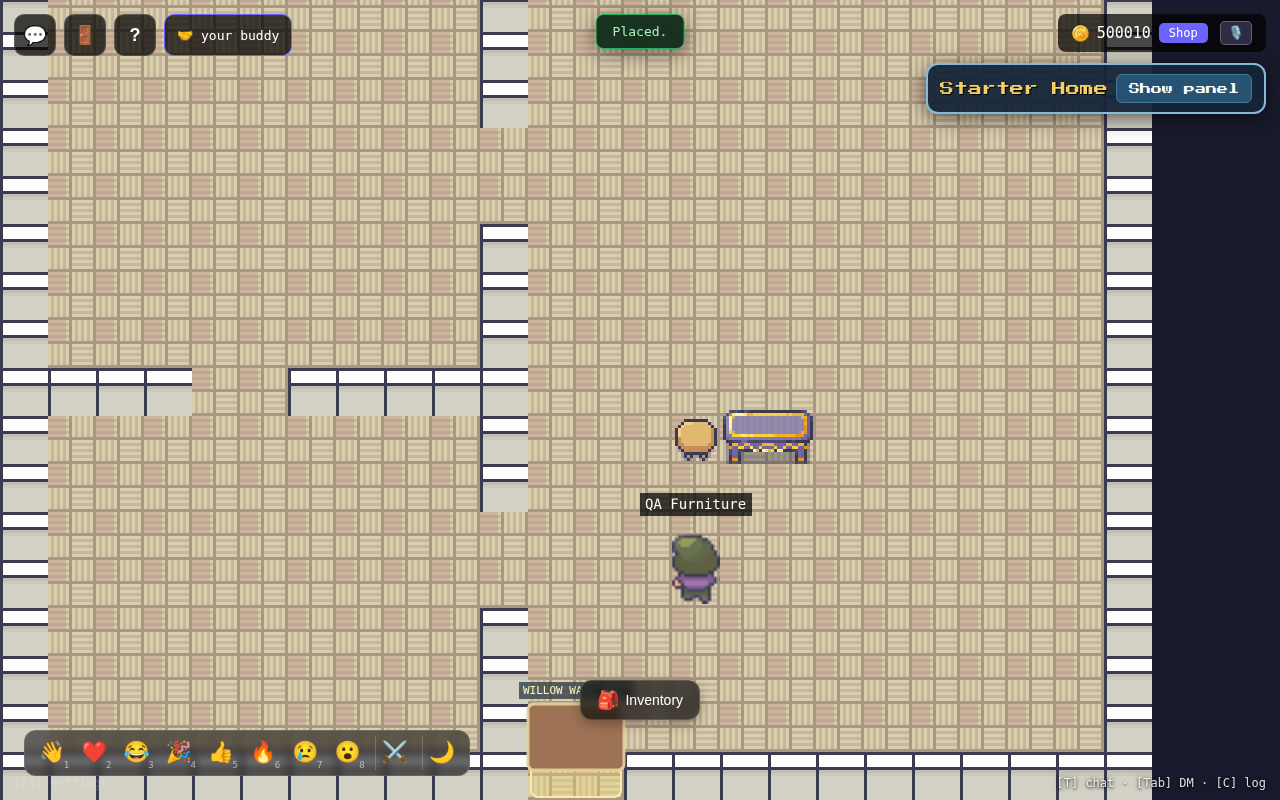 your buddy
Placed.
500010
Shop
Starter Home
Show panel
QA Furniture
WILLOW WA
Inventory
1 2 3 4 5 6 7 8
[T] chat · [Tab] DM · [C] log